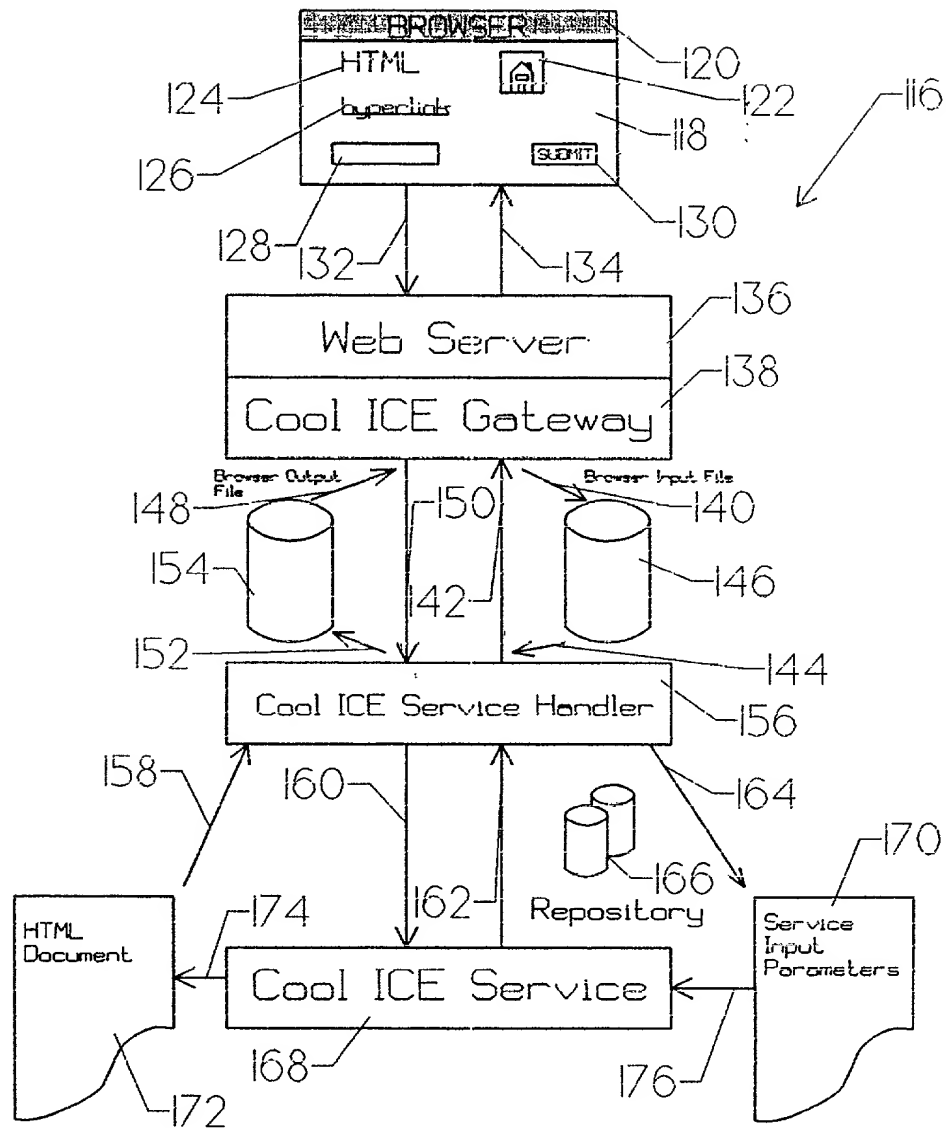 BROWSER
HTML
hyperlink
SUBMIT
120
124
122
116
118
126
130
128
132
134
Web Server
136
138
Cool ICE Gateway
Browser Output
File
Browser Input File
148
150
140
154
146
142
152
144
Cool ICE Service Handler
156
158
160
164
170
166
162
Repository
HTML
Document
174
Service
Input
Parameters
Cool ICE Service
168
176
172